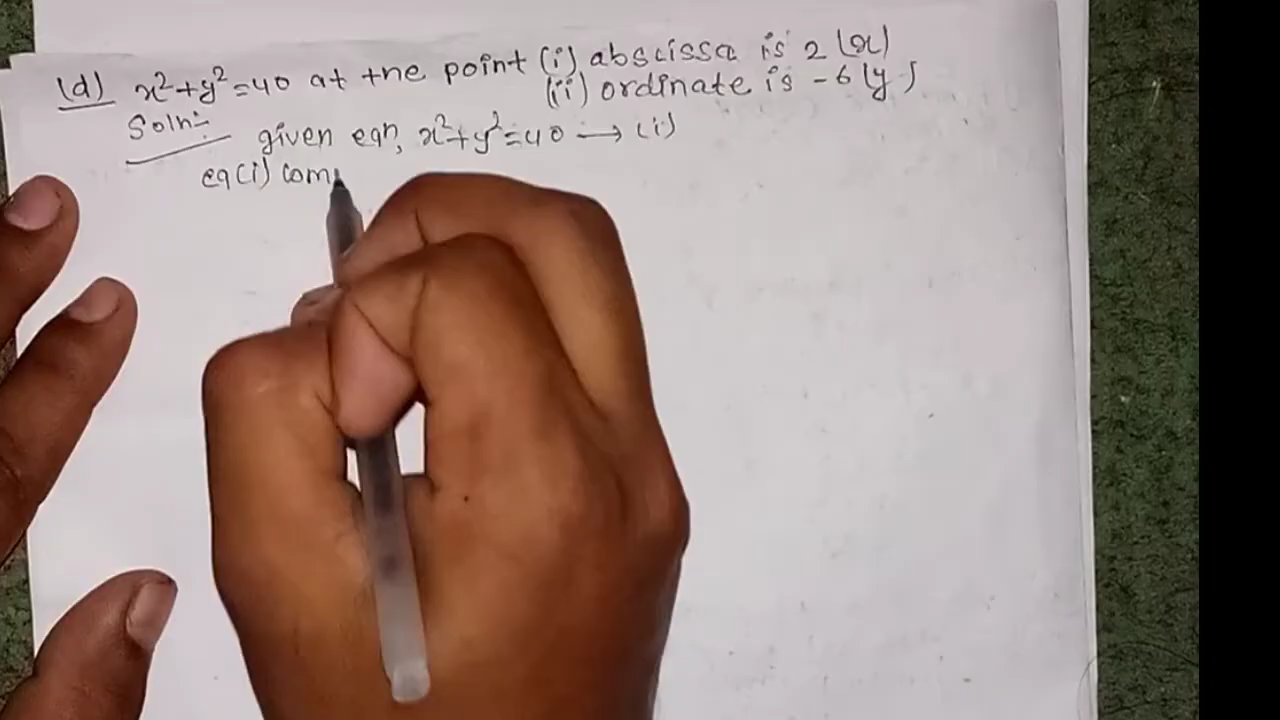 (d) x²+y²=40 at the point (i) abscissa is 2 (x)
(ii) ordinate is -6 (y)
Soln:-
given eqn, x²+y²=40 → (i)
eq(i) com